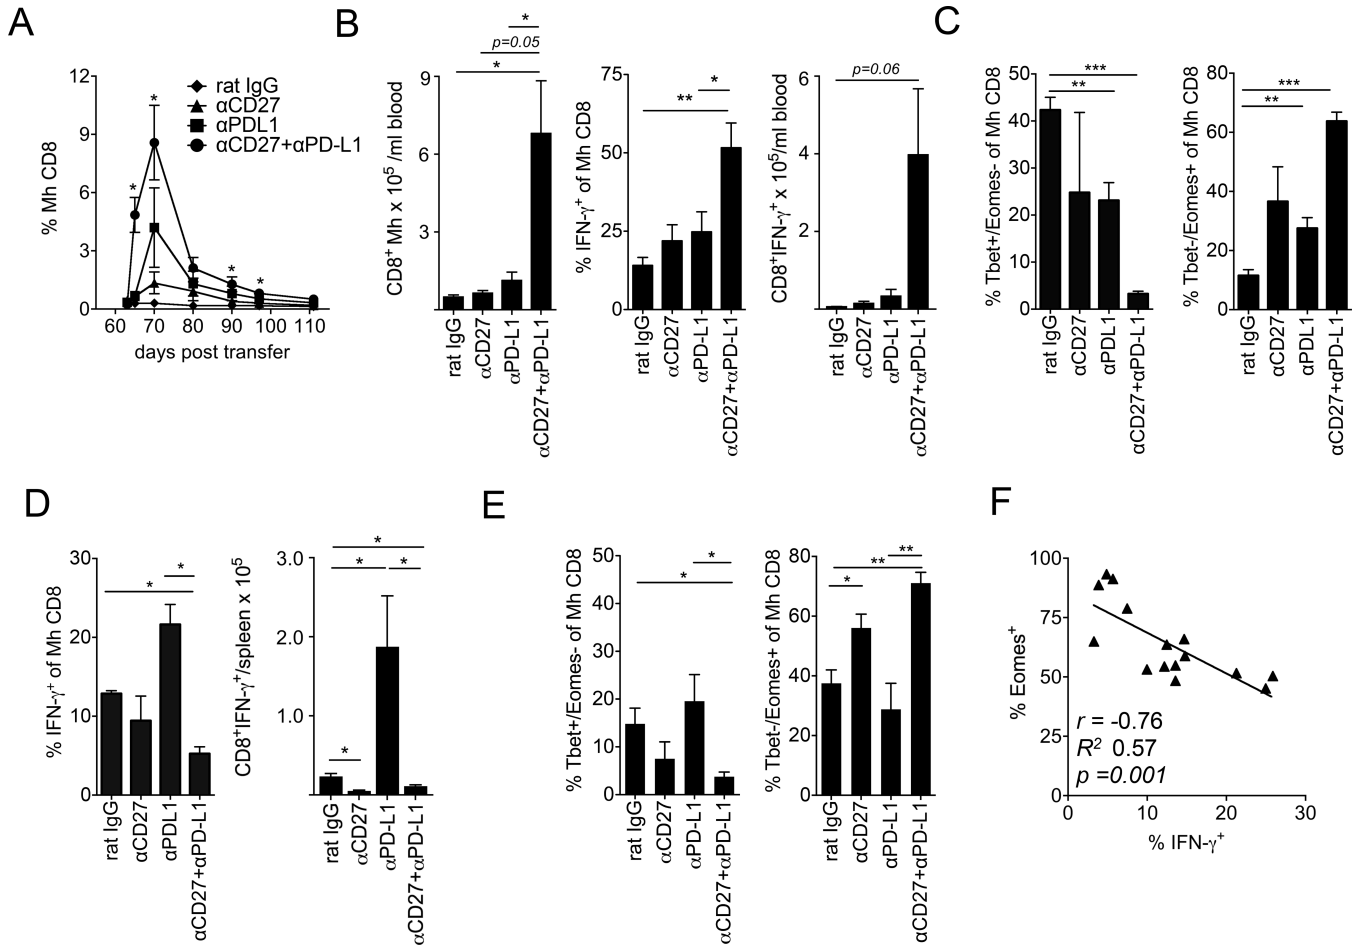 A
% Mh CD8
12
9
6
3
0
60 70 80 90 100 110
days post transfer
rat IgG
αCD27
αPDL1
αCD27+αPD-L1
*
*
*
*
B
CD8⁺ Mh x 10⁵ /ml blood
9
6
3
*
p=0.05
*
rat IgG
αCD27
αPD-L1
αCD27+αPD-L1
% IFN-γ⁺ of Mh CD8
75
50
25
0
*
**
rat IgG
αCD27
αPD-L1
αCD27+αPD-L1
CD8⁺IFN-γ⁺ x 10⁵/ml blood
6
4
2
p=0.06
rat IgG
αCD27
αPD-L1
αCD27+αPD-L1
C
% Tbet+/Eomes- of Mh CD8
50
40
30
20
10
0
***
**
rat IgG
αCD27
αPDL1
αCD27+αPD-L1
% Tbet-/Eomes+ of Mh CD8
80
60
40
20
0
***
**
rat IgG
αCD27
αPDL1
αCD27+αPD-L1
D
% IFN-γ⁺ of Mh CD8
30
20
10
0
*
*
rat IgG
αCD27
αPDL1
αCD27+αPD-L1
CD8⁺IFN-γ⁺/spleen x 10⁵
3.0
2.0
1.0
*
* *
*
rat IgG
αCD27
αPD-L1
αCD27+αPD-L1
E
% Tbet+/Eomes- of Mh CD8
50
40
30
20
10
0
*
*
rat IgG
αCD27
αPD-L1
αCD27+αPD-L1
% Tbet-/Eomes+ of Mh CD8
80
60
40
20
0
**
**
*
rat IgG
αCD27
αPD-L1
αCD27+αPD-L1
F
% Eomes⁺
100
75
50
25
0
r = -0.76
R² 0.57
p =0.001
0 10 20 30
% IFN-γ⁺